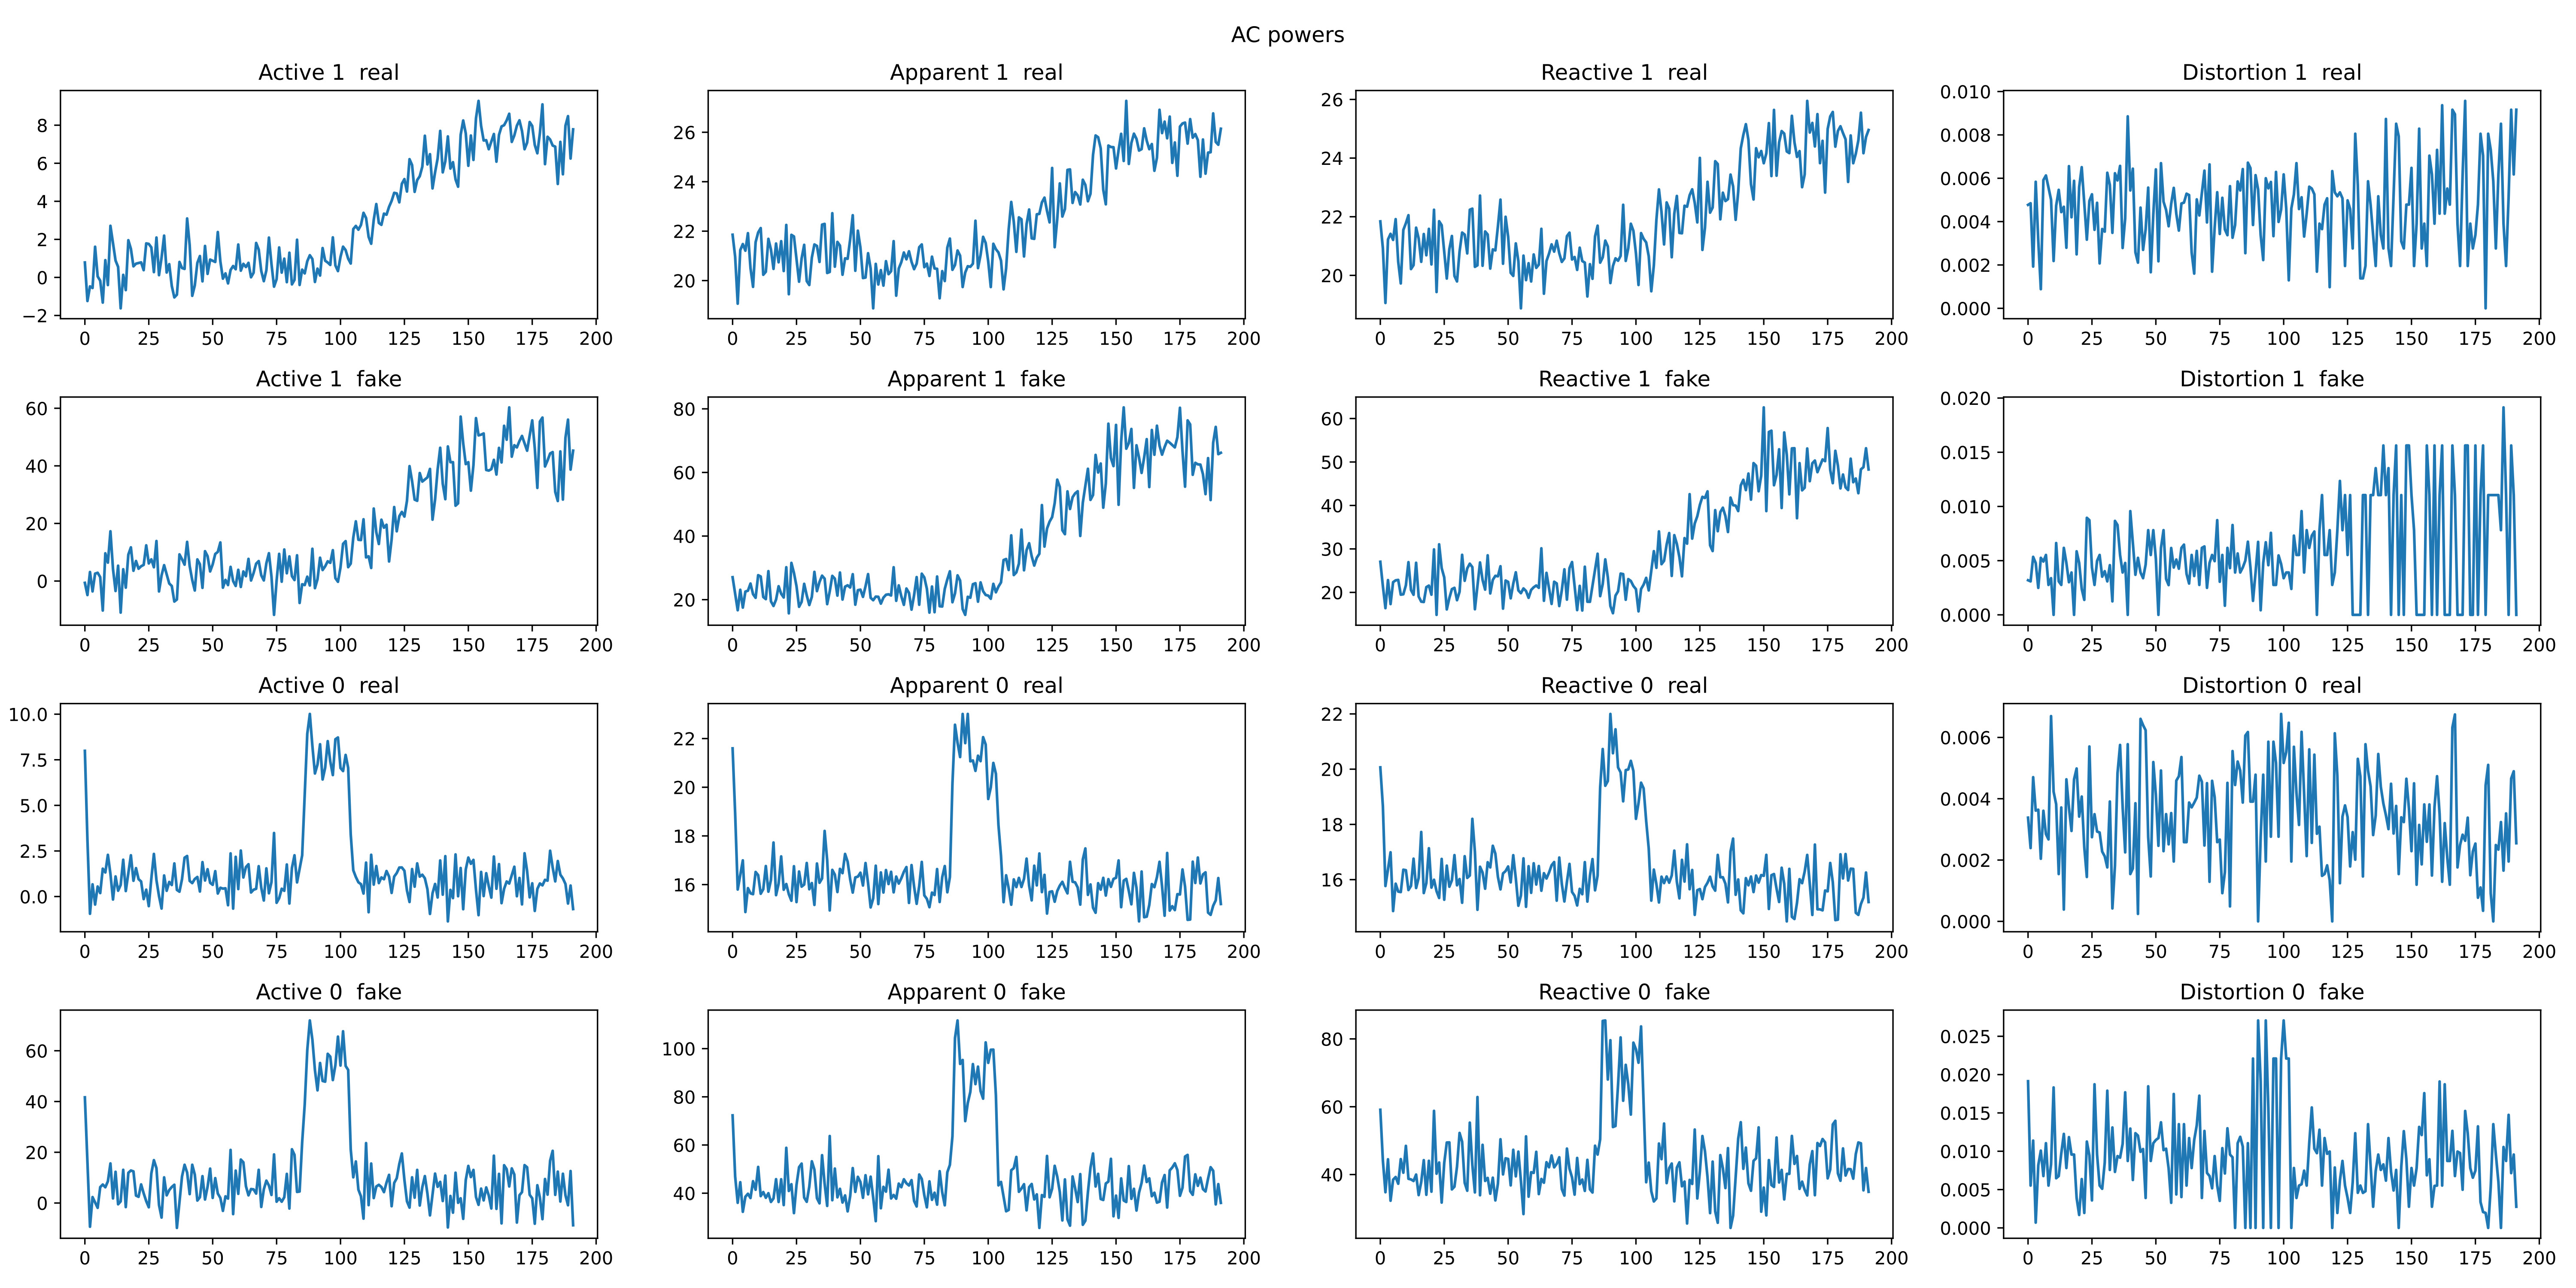 AC powers
Active 1 real
Apparent 1 real
Reactive 1 real
Distortion 1 real
8
6
4
2
0
−2
0 25 50 75 100 125 150 175 200
26
24
22
20
0 25 50 75 100 125 150 175 200
26
24
22
20
0 25 50 75 100 125 150 175 200
0.010
0.008
0.006
0.004
0.002
0.000
0 25 50 75 100 125 150 175 200
Active 1 fake
Apparent 1 fake
Reactive 1 fake
Distortion 1 fake
60
40
20
0
0 25 50 75 100 125 150 175 200
80
60
40
20
0 25 50 75 100 125 150 175 200
60
50
40
30
20
0 25 50 75 100 125 150 175 200
0.020
0.015
0.010
0.005
0.000
0 25 50 75 100 125 150 175 200
Active 0 real
Apparent 0 real
Reactive 0 real
Distortion 0 real
10.0
7.5
5.0
2.5
0.0
0 25 50 75 100 125 150 175 200
22
20
18
16
0 25 50 75 100 125 150 175 200
22
20
18
16
0 25 50 75 100 125 150 175 200
0.006
0.004
0.002
0.000
0 25 50 75 100 125 150 175 200
Active 0 fake
Apparent 0 fake
Reactive 0 fake
Distortion 0 fake
60
40
20
0
0 25 50 75 100 125 150 175 200
100
80
60
40
0 25 50 75 100 125 150 175 200
80
60
40
0 25 50 75 100 125 150 175 200
0.025
0.020
0.015
0.010
0.005
0.000
0 25 50 75 100 125 150 175 200